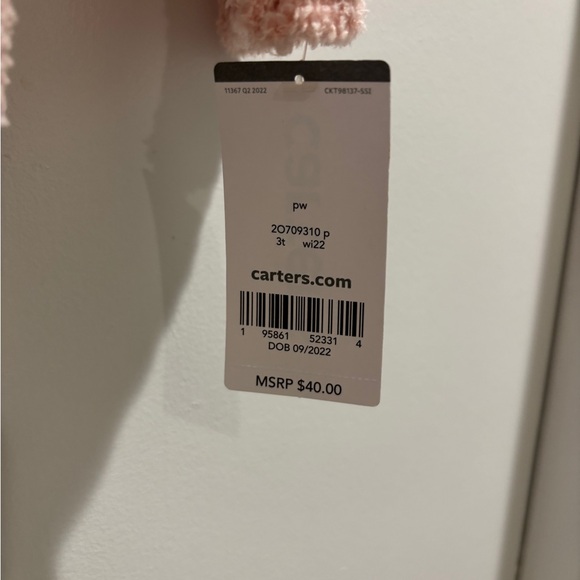 11367 Q2 2022 CKT98137-SS2
pw
2O709310 p
3t wi22
carters.com
1 95861 52331 4
DOB 09/2022
MSRP $40.00